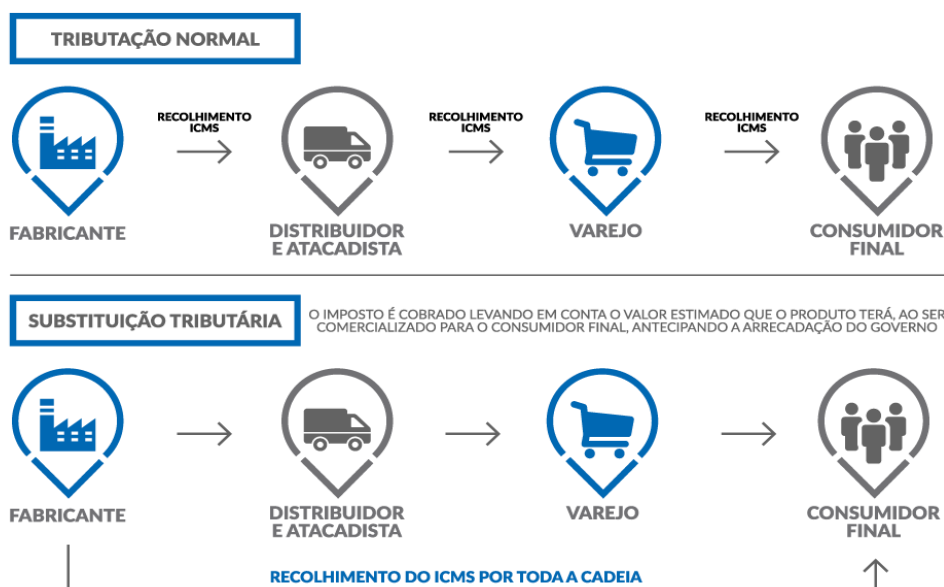 TRIBUTAÇÃO NORMAL
RECOLHIMENTO
ICMS
RECOLHIMENTO
ICMS
RECOLHIMENTO
ICMS
FABRICANTE
DISTRIBUIDOR
E ATACADISTA
VAREJO
CONSUMIDOR
FINAL
SUBSTITUIÇÃO TRIBUTÁRIA
O IMPOSTO É COBRADO LEVANDO EM CONTA O VALOR ESTIMADO QUE O PRODUTO TERÁ, AO SER
COMERCIALIZADO PARA O CONSUMIDOR FINAL, ANTECIPANDO A ARRECADAÇÃO DO GOVERNO
FABRICANTE
DISTRIBUIDOR
E ATACADISTA
VAREJO
CONSUMIDOR
FINAL
RECOLHIMENTO DO ICMS POR TODA A CADEIA